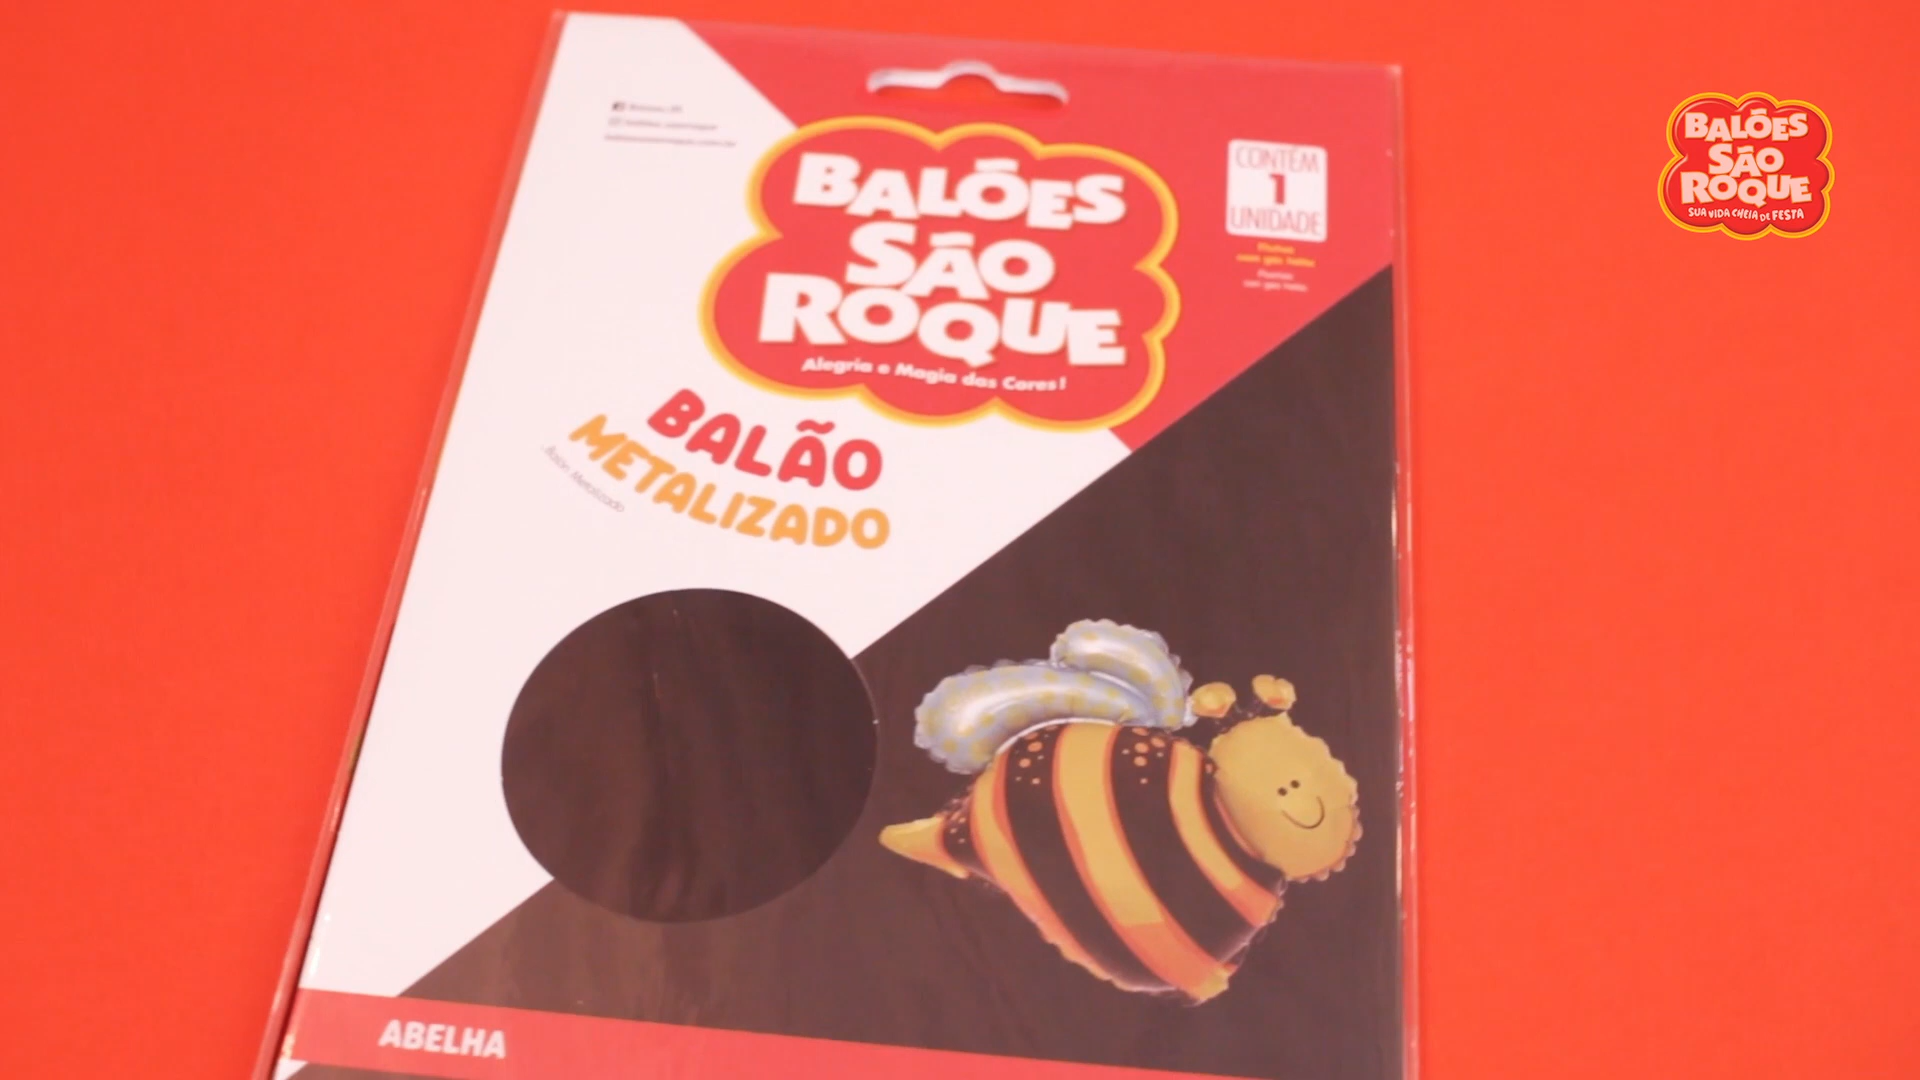 BALÕES
SÃO
ROQUE
Alegria e Magia das Cores!
CONTÉM
1
UNIDADE
BALÃO
METALIZADO
Metalizado
ABELHA
BALÕES
SÃO
ROQUE
SUA VIDA CHEIA DE FESTA